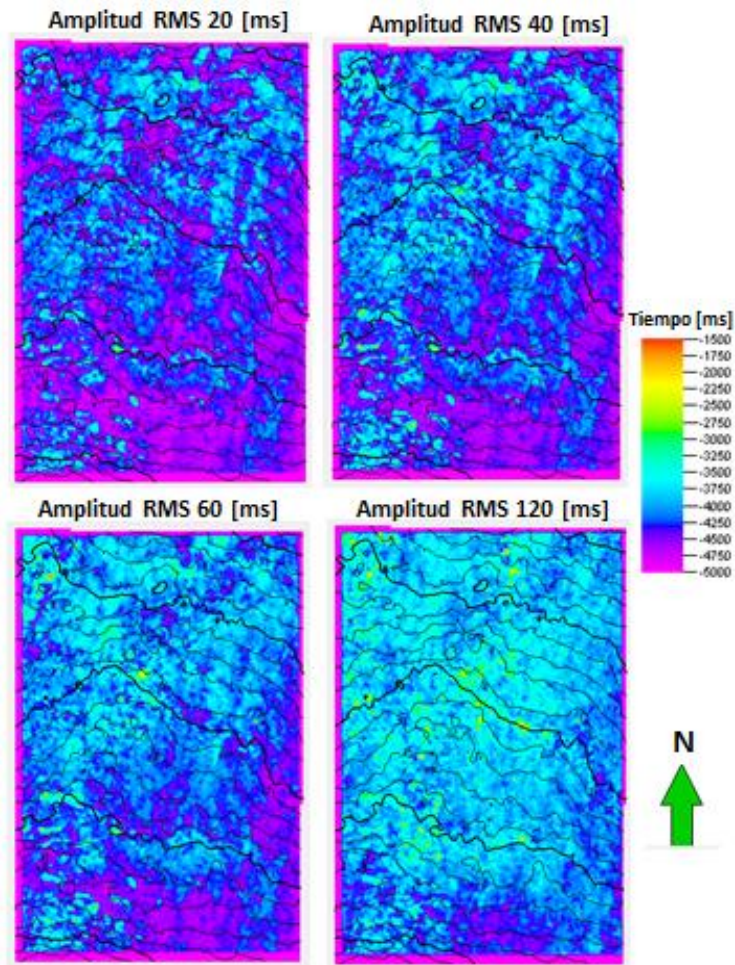 Amplitud RMS 20 [ms]
Amplitud RMS 40 [ms]
Tiempo [ms]
-1500
-1750
-2000
-2250
-2500
-2750
-3000
-3250
-3500
-3750
-4000
-4250
-4500
-4750
-5000
Amplitud RMS 60 [ms]
Amplitud RMS 120 [ms]
N